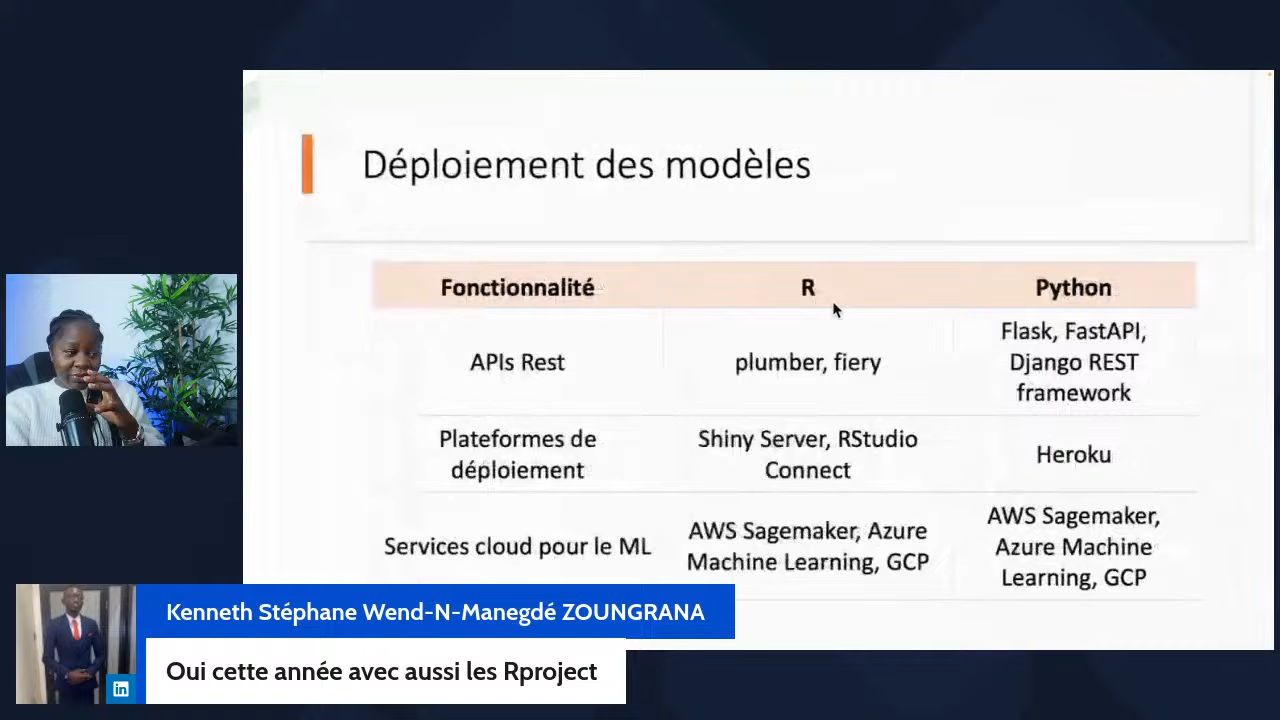 Déploiement des modèles
Fonctionnalité
R
Python
APIs Rest
plumber, fiery
Flask, FastAPI,
Django REST
framework
Plateformes de
déploiement
Shiny Server, RStudio
Connect
Heroku
Services cloud pour le ML
AWS Sagemaker, Azure
Machine Learning, GCP
AWS Sagemaker,
Azure Machine
Learning, GCP
Kenneth Stéphane Wend-N-Manegdé ZOUNGRANA
in
Oui cette année avec aussi les Rproject